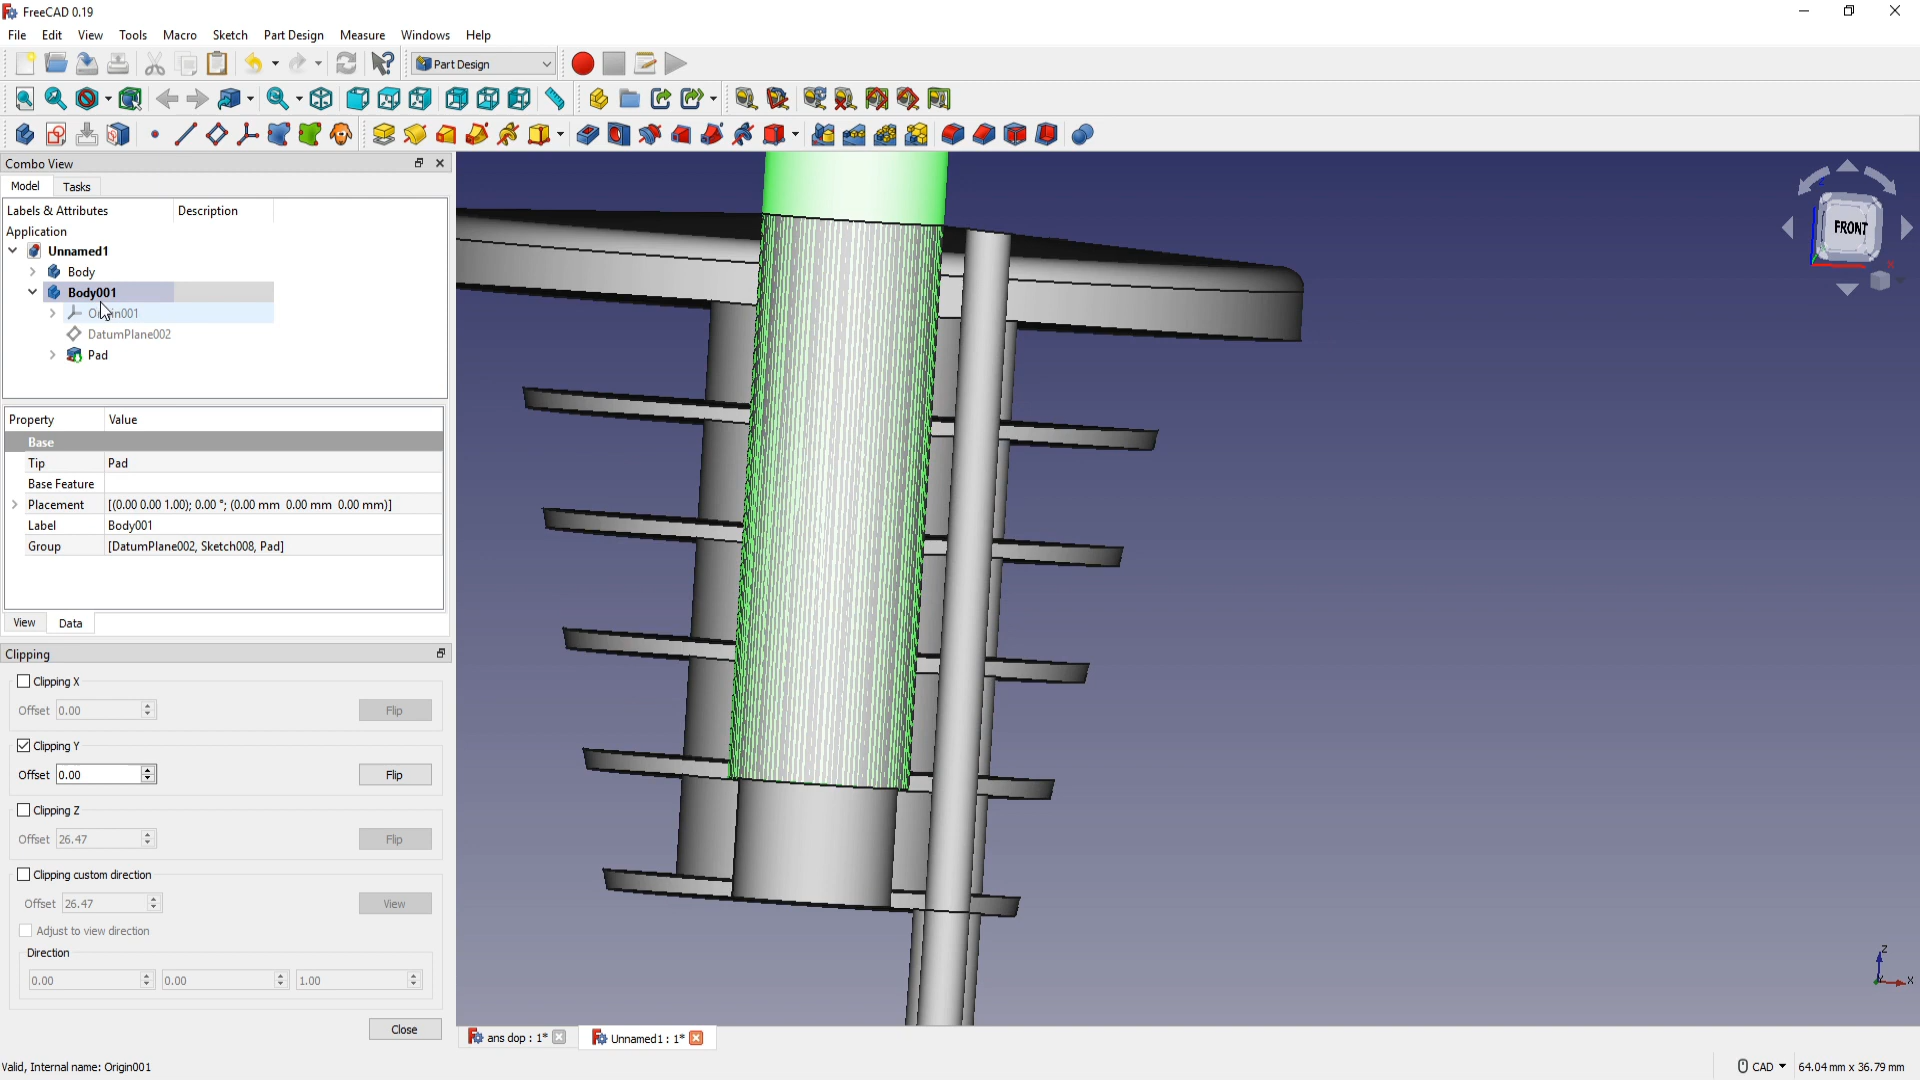 FreeCAD 0.19
File Edit View Tools Macro Sketch Part Design Measure Windows Help
Part Design
Combo View
Model Tasks
Labels & Attributes Description
Application
Unnamed1
Body
Body001
Origin001
DatumPlane002
Pad
Property Value
Base
Tip Pad
Base Feature
Placement [(0.00 0.00 1.00); 0.00 °; (0.00 mm 0.00 mm 0.00 mm)]
Label Body001
Group [DatumPlane002, Sketch008, Pad]
View Data
Clipping
Clipping X
Offset 0.00 Flip
Clipping Y
Offset 0.00 Flip
Clipping Z
Offset 26.47 Flip
Clipping custom direction
Offset 26.47 View
Adjust to view direction
Direction
0.00 0.00 1.00
Close
FRONT
Z
X
Z
X
ans dop : 1* Unnamed1 : 1*
Valid, Internal name: Origin001
CAD 64.04 mm x 36.79 mm